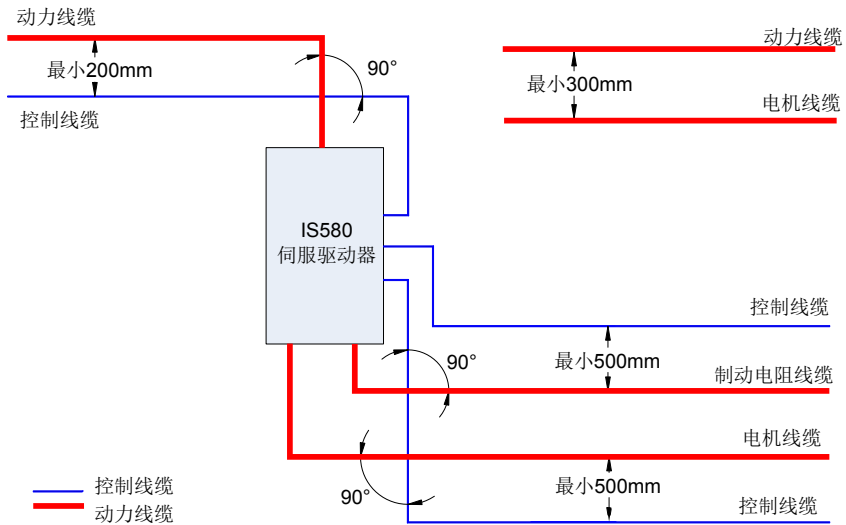 动力线缆
最小200mm
90°
控制线缆
动力线缆
最小300mm
电机线缆
IS580
伺服驱动器
控制线缆
最小500mm
90°
制动电阻线缆
电机线缆
90°
最小500mm
控制线缆
控制线缆
动力线缆